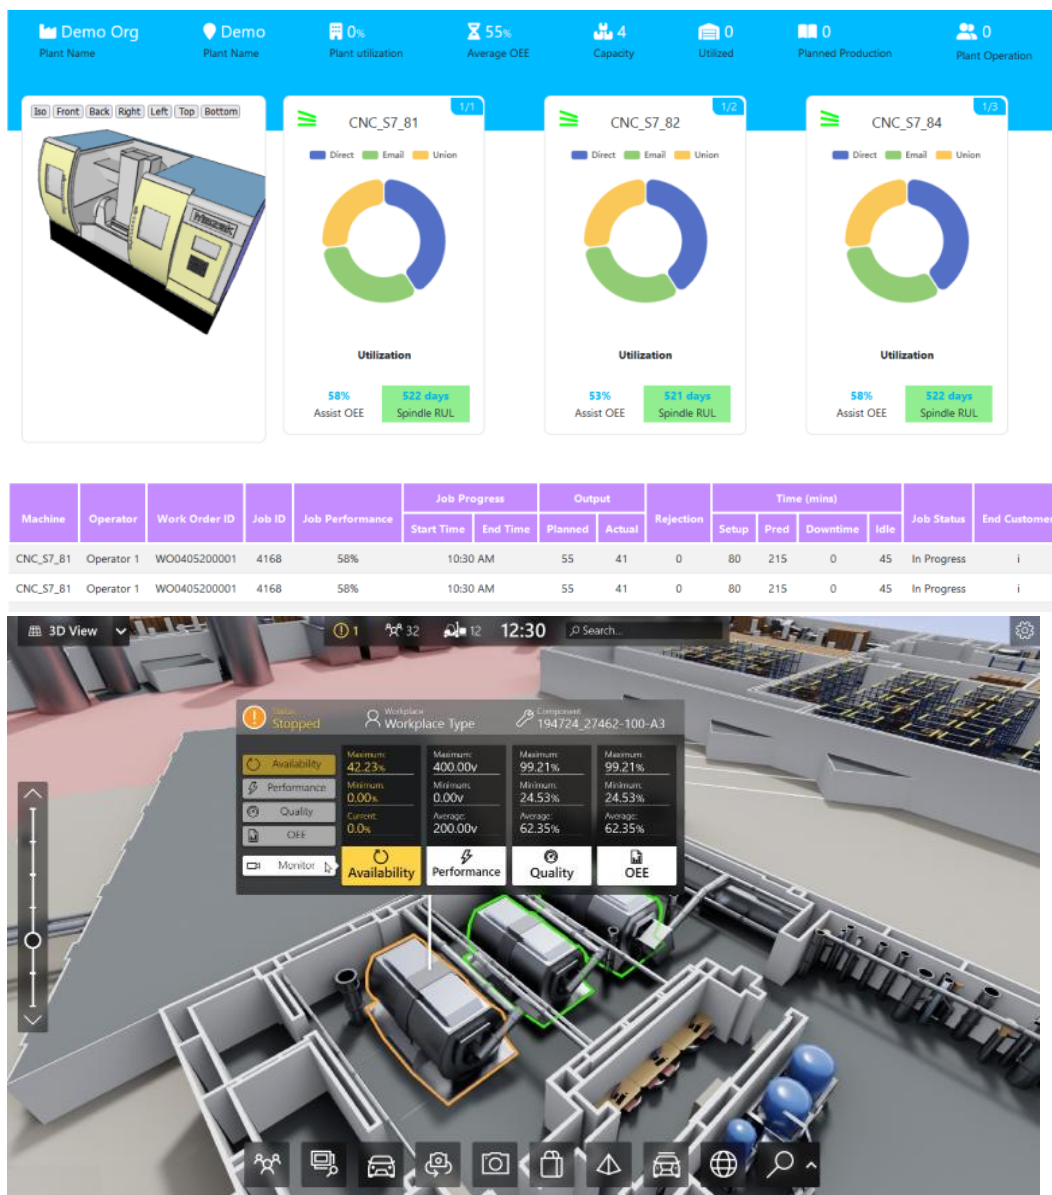 Demo Org Demo 0% 55% 4 0 0 0
Plant Name Plant Name Plant utilization Average OEE Capacity Utilized Planned Production Plant Operation
Iso Front Back Right Left Top Bottom
Mazak
1/1
CNC_S7_81
Direct Email Union
Utilization
58% 522 days
Assist OEE Spindle RUL
1/2
CNC_S7_82
Direct Email Union
Utilization
53% 521 days
Assist OEE Spindle RUL
1/3
CNC_S7_84
Direct Email Union
Utilization
58% 522 days
Assist OEE Spindle RUL
Machine Operator Work Order ID Job ID Job Performance Job Progress Output Rejection Time (mins) Job Status End Customer
Start Time End Time Planned Actual Setup Pred Downtime Idle
CNC_S7_81 Operator 1 WO0405200001 4168 58% 10:30 AM 55 41 0 80 215 0 45 In Progress i
CNC_S7_81 Operator 1 WO0405200001 4168 58% 10:30 AM 55 41 0 80 215 0 45 In Progress i
3D View 1 32 12 12:30 Search...
Status Workplace Component
Stopped Workplace Type 194724_27462-100-A3
Availability
Performance
Quality
OEE
Monitor
Maximum: Maximum: Maximum: Maximum:
42.23% 400.00v 99.21% 99.21%
Minimum: Minimum: Minimum: Minimum:
0.00% 0.00v 24.53% 24.53%
Current: Average: Average: Average:
0.0% 200.00v 62.35% 62.35%
Availability Performance Quality OEE